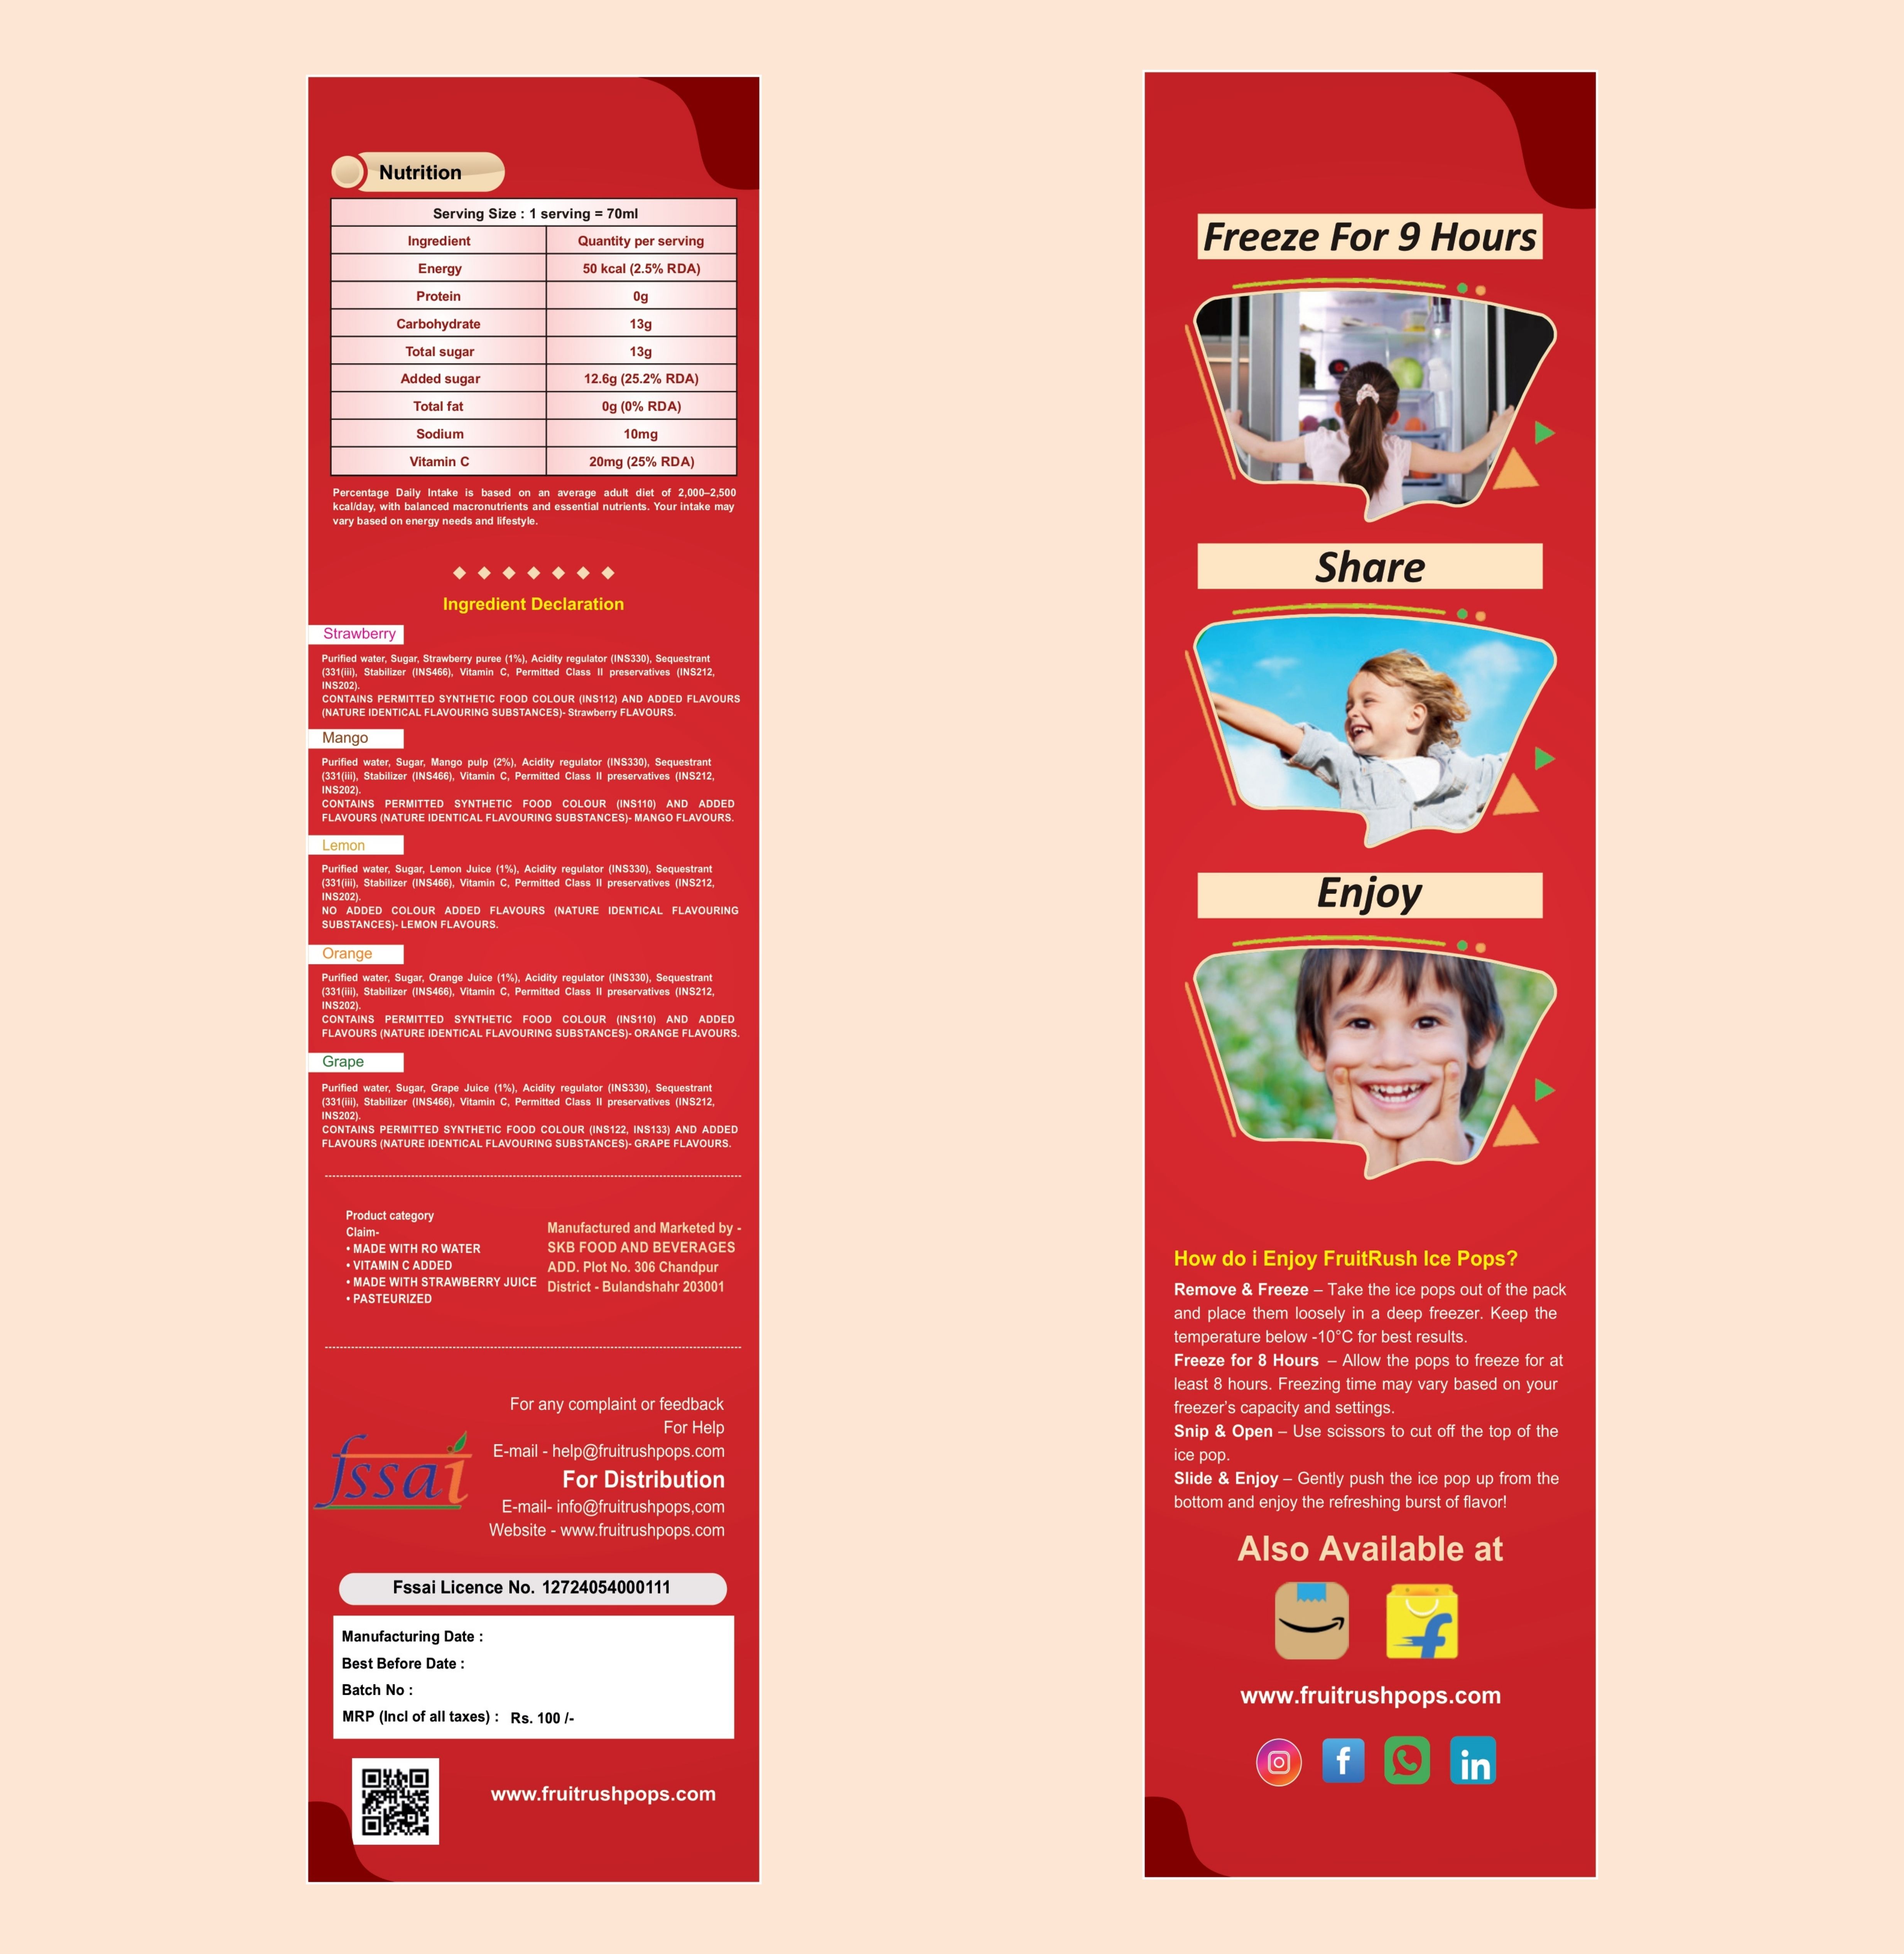 Nutrition
Serving Size : 1 serving = 70ml
Ingredient Quantity per serving
Energy 50 kcal (2.5% RDA)
Protein 0g
Carbohydrate 13g
Total sugar 13g
Added sugar 12.6g (25.2% RDA)
Total fat 0g (0% RDA)
Sodium 10mg
Vitamin C 20mg (25% RDA)
Percentage Daily Intake is based on an average adult diet of 2,000–2,500
kcal/day, with balanced macronutrients and essential nutrients. Your intake may
vary based on energy needs and lifestyle.
Ingredient Declaration
Strawberry
Purified water, Sugar, Strawberry puree (1%), Acidity regulator (INS330), Sequestrant
(331(iii), Stabilizer (INS466), Vitamin C, Permitted Class II preservatives (INS212,
INS202).
CONTAINS PERMITTED SYNTHETIC FOOD COLOUR (INS112) AND ADDED FLAVOURS
(NATURE IDENTICAL FLAVOURING SUBSTANCES)- Strawberry FLAVOURS.
Mango
Purified water, Sugar, Mango pulp (2%), Acidity regulator (INS330), Sequestrant
(331(iii), Stabilizer (INS466), Vitamin C, Permitted Class II preservatives (INS212,
INS202).
CONTAINS PERMITTED SYNTHETIC FOOD COLOUR (INS110) AND ADDED
FLAVOURS (NATURE IDENTICAL FLAVOURING SUBSTANCES)- MANGO FLAVOURS.
Lemon
Purified water, Sugar, Lemon Juice (1%), Acidity regulator (INS330), Sequestrant
(331(iii), Stabilizer (INS466), Vitamin C, Permitted Class II preservatives (INS212,
INS202).
NO ADDED COLOUR ADDED FLAVOURS (NATURE IDENTICAL FLAVOURING
SUBSTANCES)- LEMON FLAVOURS.
Orange
Purified water, Sugar, Orange Juice (1%), Acidity regulator (INS330), Sequestrant
(331(iii), Stabilizer (INS466), Vitamin C, Permitted Class II preservatives (INS212,
INS202).
CONTAINS PERMITTED SYNTHETIC FOOD COLOUR (INS110) AND ADDED
FLAVOURS (NATURE IDENTICAL FLAVOURING SUBSTANCES)- ORANGE FLAVOURS.
Grape
Purified water, Sugar, Grape Juice (1%), Acidity regulator (INS330), Sequestrant
(331(iii), Stabilizer (INS466), Vitamin C, Permitted Class II preservatives (INS212,
INS202).
CONTAINS PERMITTED SYNTHETIC FOOD COLOUR (INS122, INS133) AND ADDED
FLAVOURS (NATURE IDENTICAL FLAVOURING SUBSTANCES)- GRAPE FLAVOURS.
Product category
Claim-
• MADE WITH RO WATER
• VITAMIN C ADDED
• MADE WITH STRAWBERRY JUICE
• PASTEURIZED
Manufactured and Marketed by -
SKB FOOD AND BEVERAGES
ADD. Plot No. 306 Chandpur
District - Bulandshahr 203001
fssai
For any complaint or feedback
For Help
E-mail - help@fruitrushpops.com
For Distribution
E-mail- info@fruitrushpops,com
Website - www.fruitrushpops.com
Fssai Licence No. 12724054000111
Manufacturing Date :
Best Before Date :
Batch No :
MRP (Incl of all taxes) : Rs. 100 /-
www.fruitrushpops.com
Freeze For 9 Hours
Share
Enjoy
How do i Enjoy FruitRush Ice Pops?
Remove & Freeze – Take the ice pops out of the pack
and place them loosely in a deep freezer. Keep the
temperature below -10°C for best results.
Freeze for 8 Hours – Allow the pops to freeze for at
least 8 hours. Freezing time may vary based on your
freezer's capacity and settings.
Snip & Open – Use scissors to cut off the top of the
ice pop.
Slide & Enjoy – Gently push the ice pop up from the
bottom and enjoy the refreshing burst of flavor!
Also Available at
f
www.fruitrushpops.com
f
in